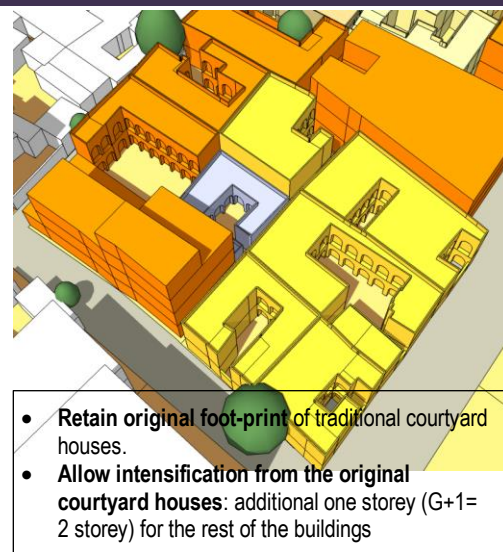 • Retain original foot-print of traditional courtyard
houses.
• Allow intensification from the original
courtyard houses: additional one storey (G+1=
2 storey) for the rest of the buildings